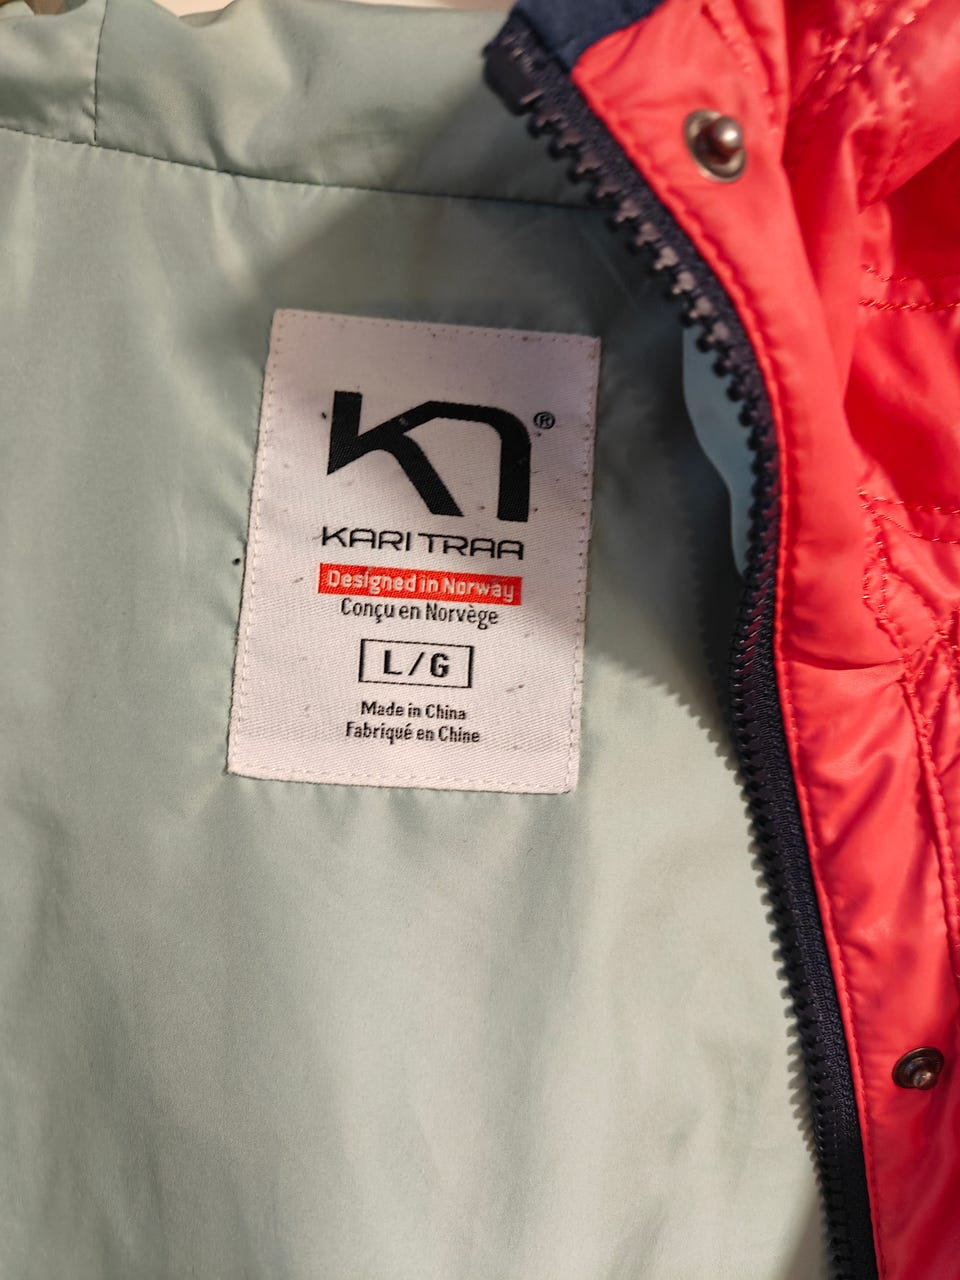 ®
KARI TRAA
Designed in Norway
Conçu en Norvège
L/G
Made in China
Fabriqué en Chine